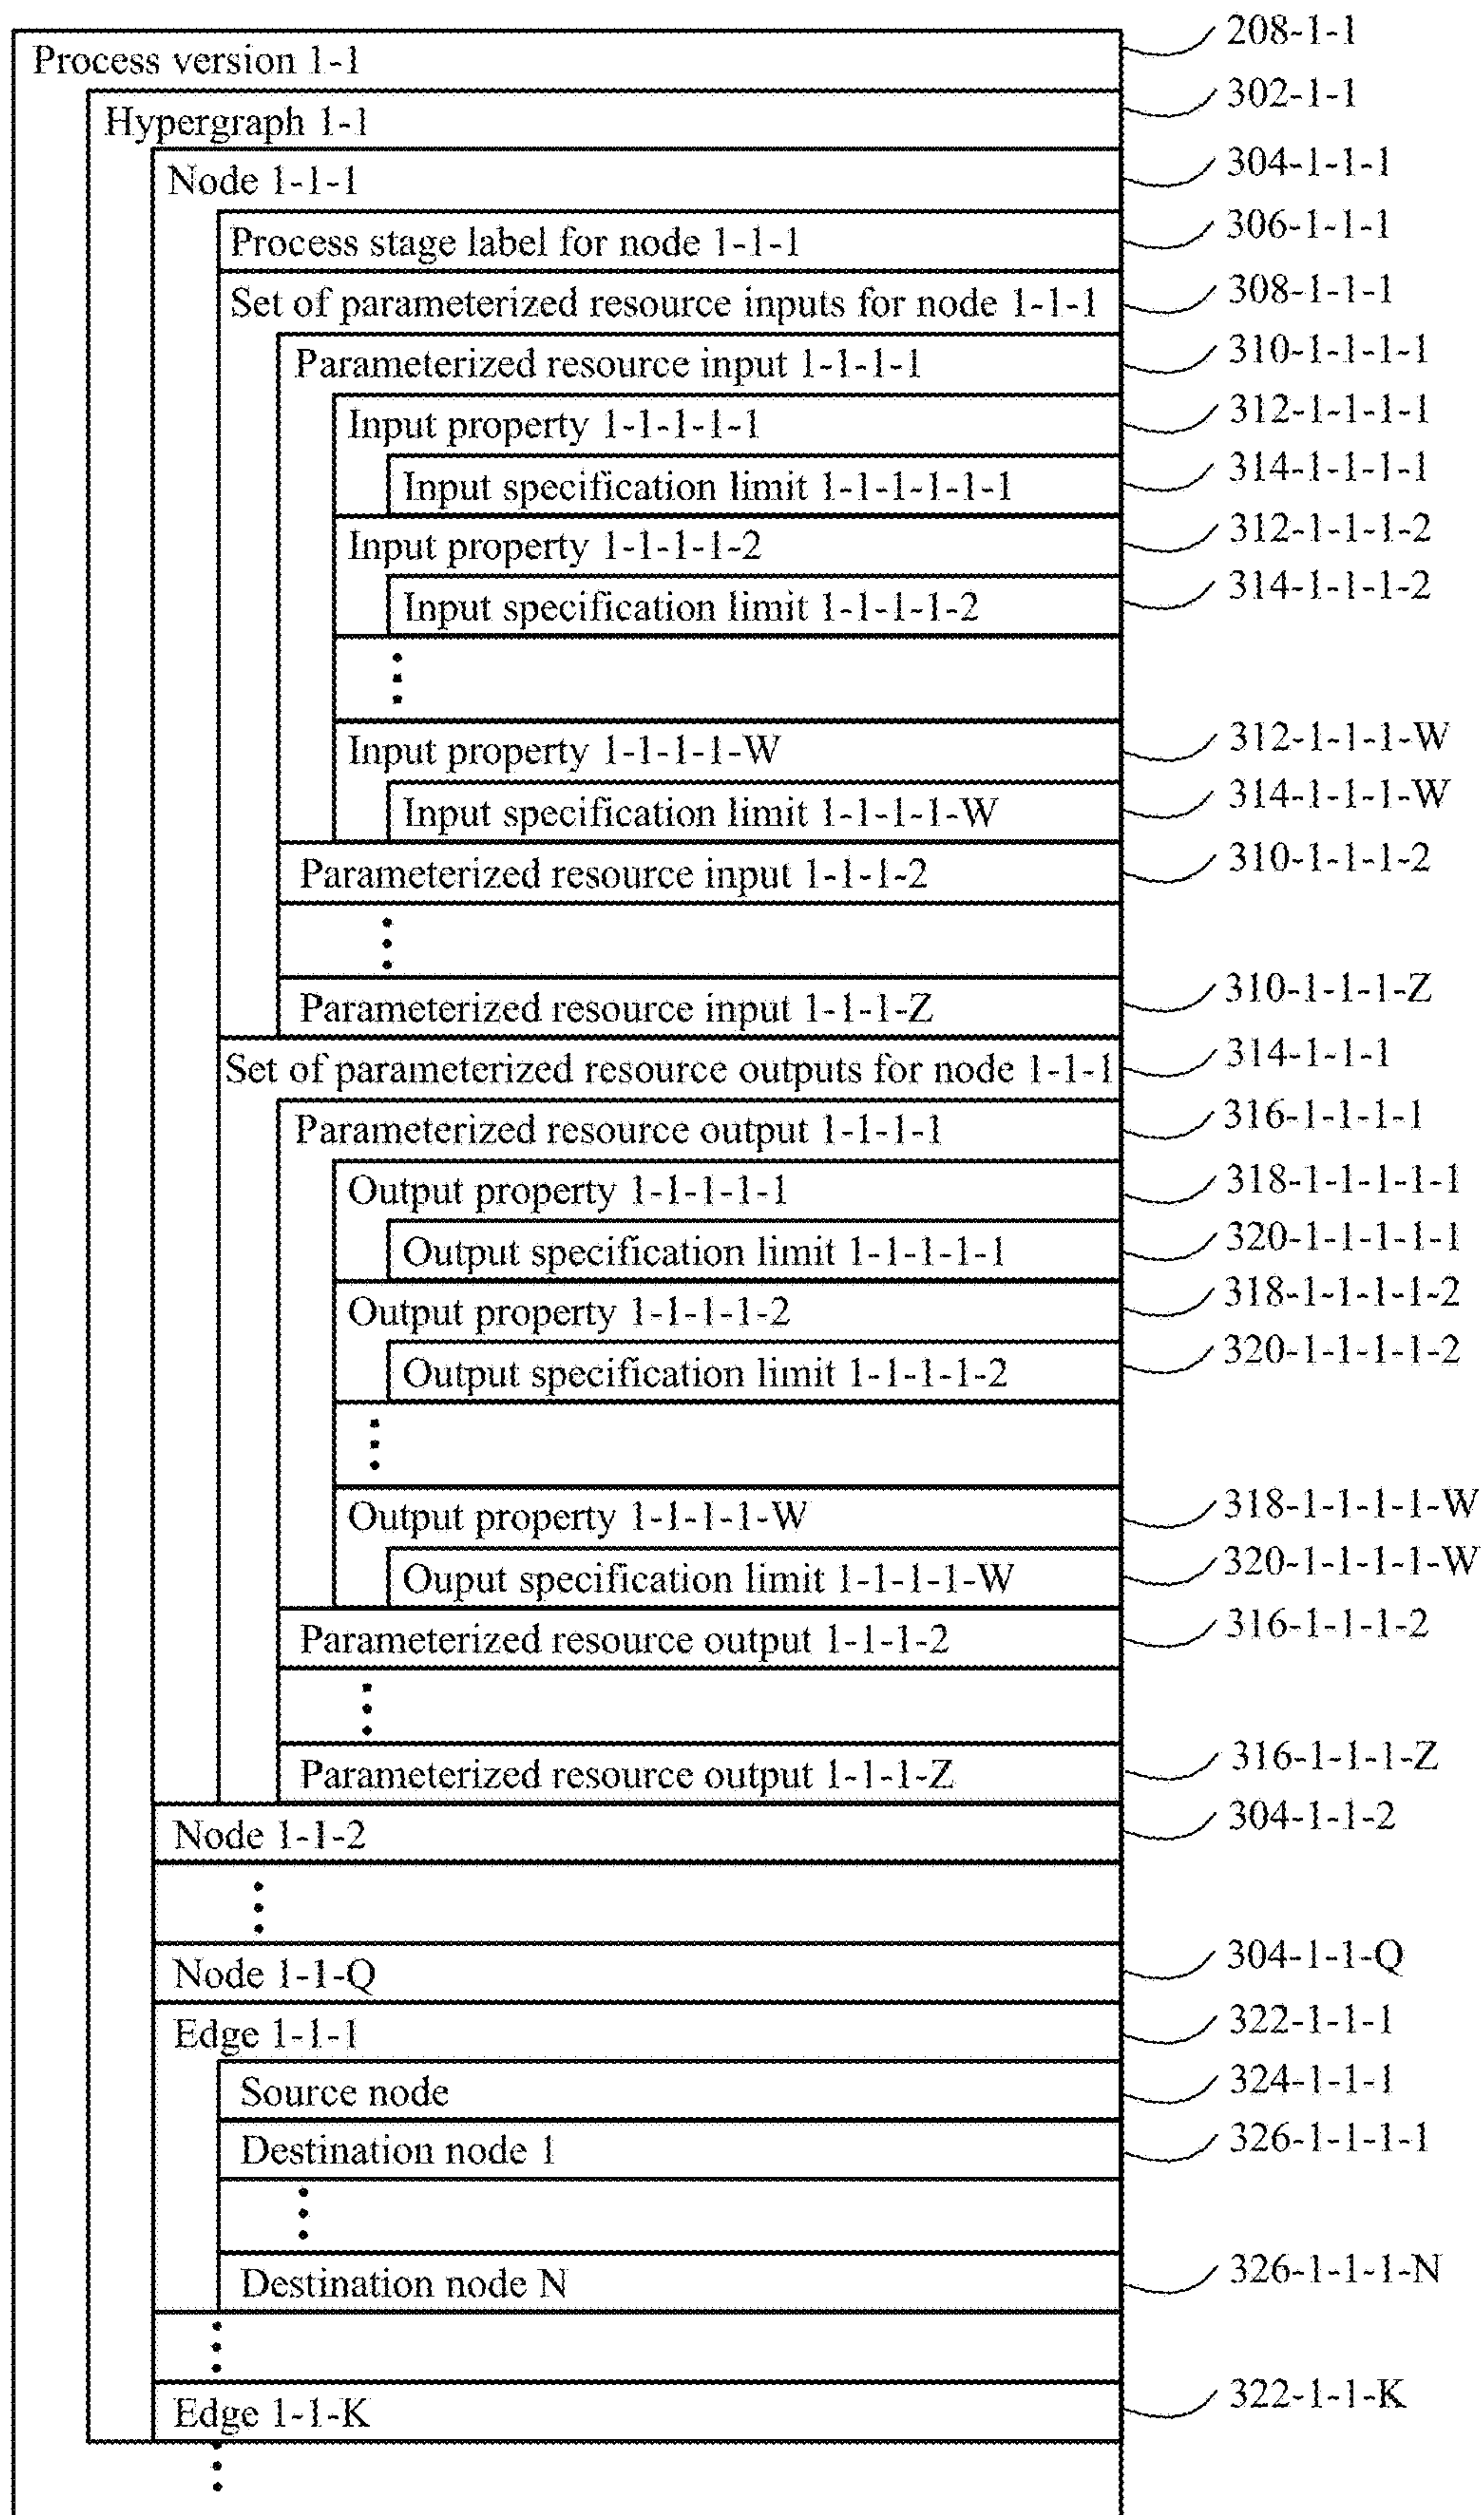 Process version 1-1 208-1-1
Hypergraph 1-1 302-1-1
Node 1-1-1 304-1-1-1
Process stage label for node 1-1-1 306-1-1-1
Set of parameterized resource inputs for node 1-1-1 308-1-1-1
Parameterized resource input 1-1-1-1 310-1-1-1-1
Input property 1-1-1-1-1 312-1-1-1-1
Input specification limit 1-1-1-1-1-1 314-1-1-1-1
Input property 1-1-1-1-2 312-1-1-1-2
Input specification limit 1-1-1-1-2 314-1-1-1-2
Input property 1-1-1-1-W 312-1-1-1-W
Input specification limit 1-1-1-1-W 314-1-1-1-W
Parameterized resource input 1-1-1-2 310-1-1-1-2
Parameterized resource input 1-1-1-Z 310-1-1-1-Z
Set of parameterized resource outputs for node 1-1-1 314-1-1-1
Parameterized resource output 1-1-1-1 316-1-1-1-1
Output property 1-1-1-1-1 318-1-1-1-1-1
Output specification limit 1-1-1-1-1 320-1-1-1-1-1
Output property 1-1-1-1-2 318-1-1-1-1-2
Output specification limit 1-1-1-1-2 320-1-1-1-1-2
Output property 1-1-1-1-W 318-1-1-1-1-W
Ouput specification limit 1-1-1-1-W 320-1-1-1-1-W
Parameterized resource output 1-1-1-2 316-1-1-1-2
Parameterized resource output 1-1-1-Z 316-1-1-1-Z
Node 1-1-2 304-1-1-2
Node 1-1-Q 304-1-1-Q
Edge 1-1-1 322-1-1-1
Source node 324-1-1-1
Destination node 1 326-1-1-1-1
Destination node N 326-1-1-1-N
Edge 1-1-K 322-1-1-K